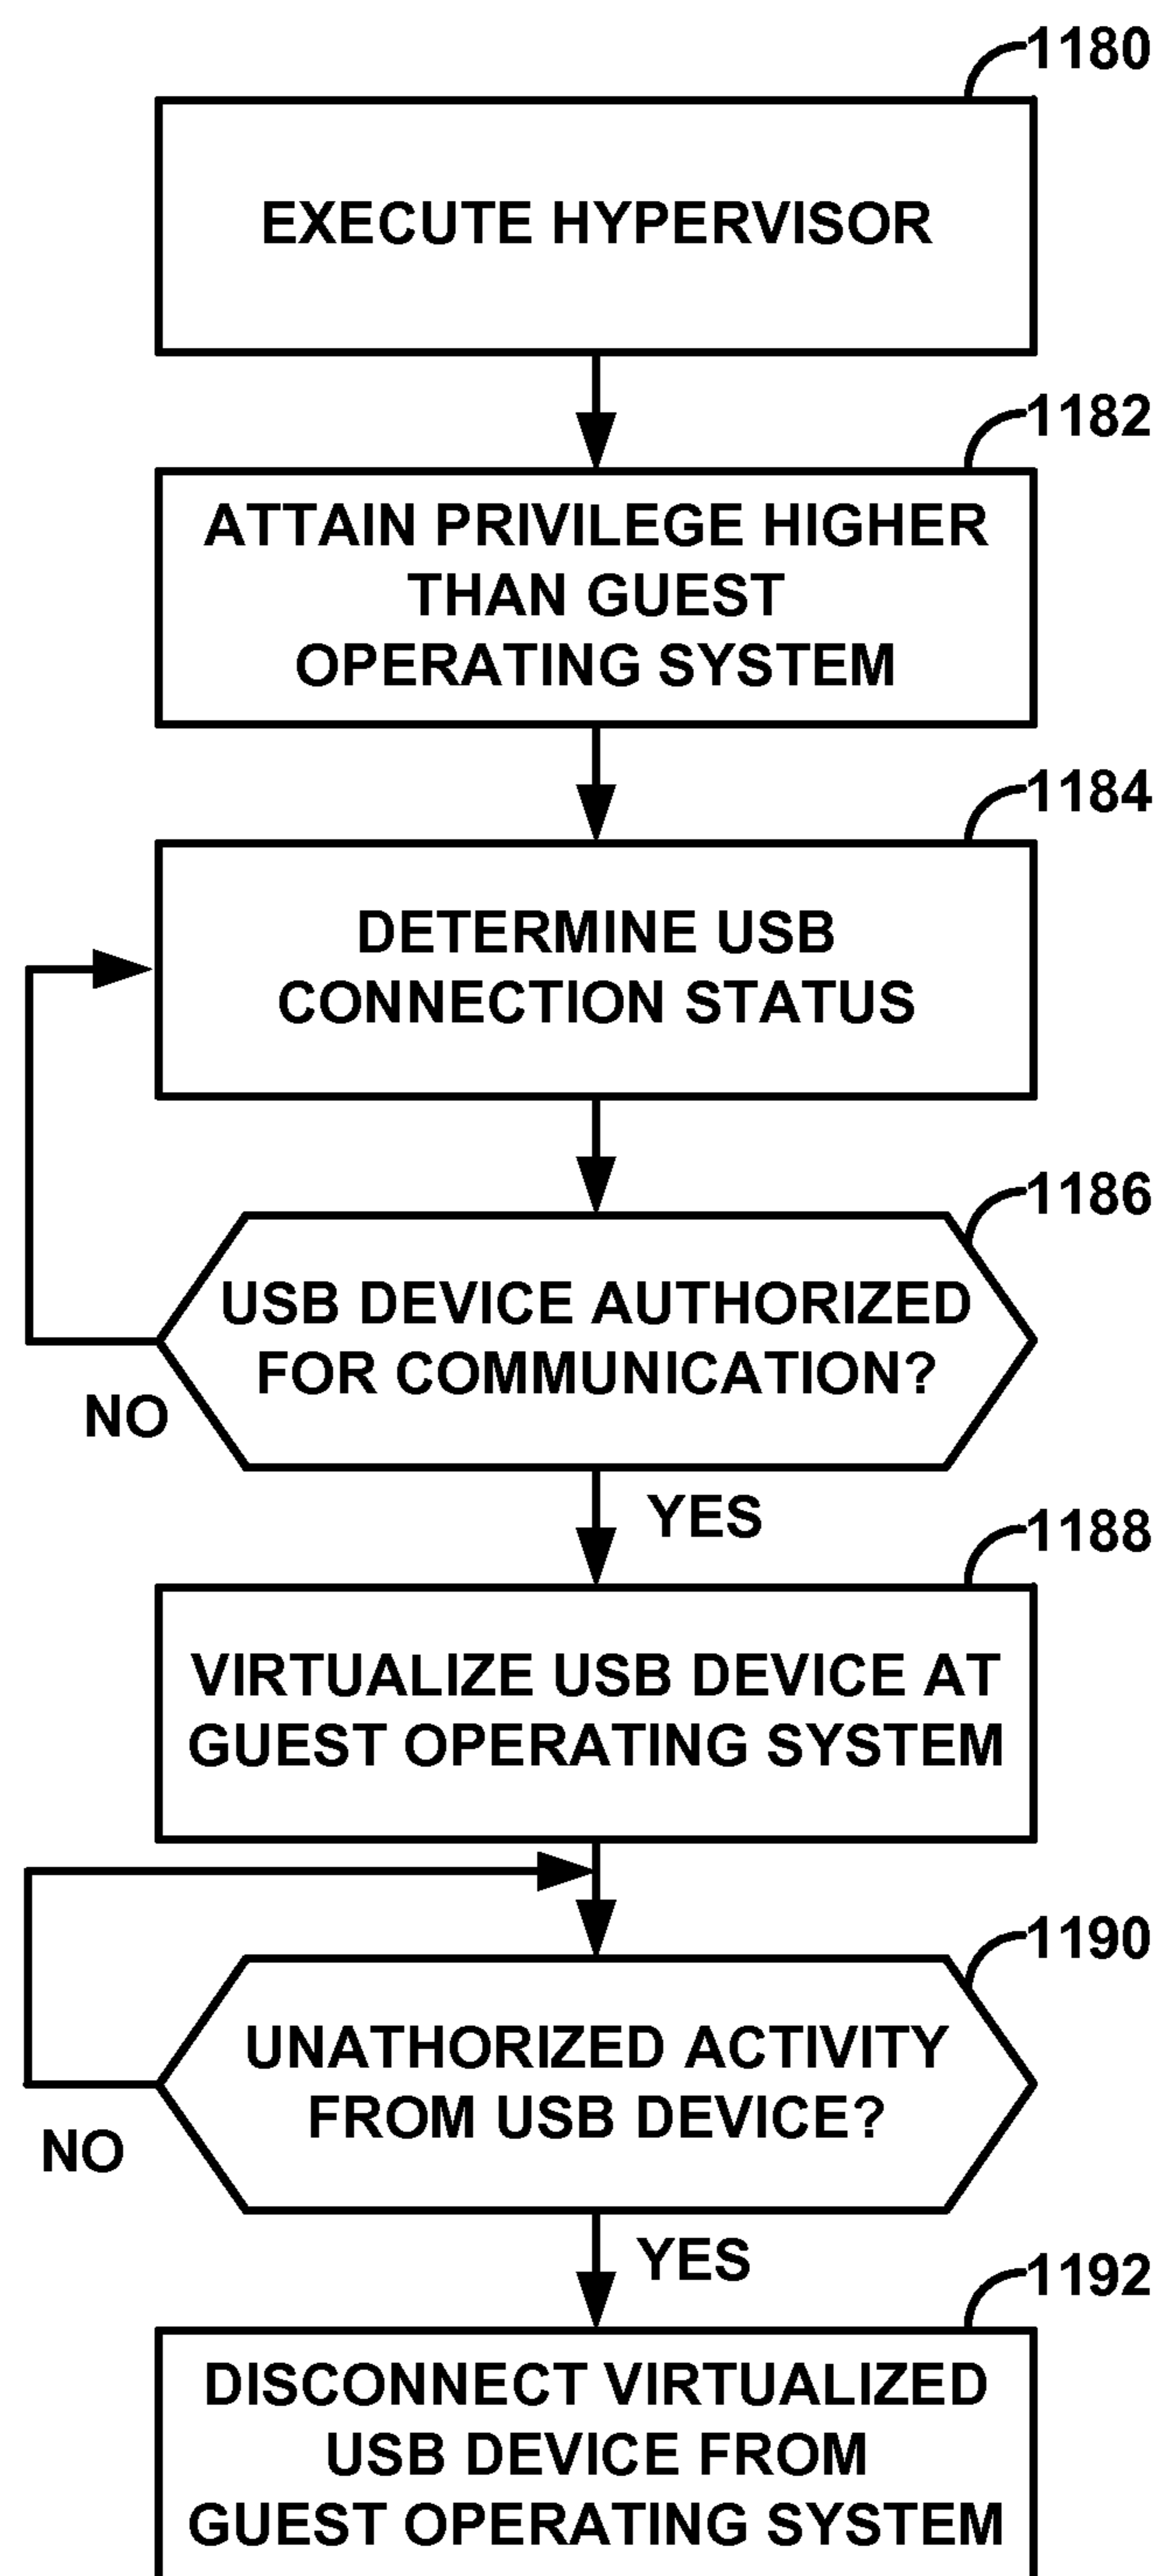 1180
EXECUTE HYPERVISOR
1182
ATTAIN PRIVILEGE HIGHER
THAN GUEST
OPERATING SYSTEM
1184
DETERMINE USB
CONNECTION STATUS
1186
USB DEVICE AUTHORIZED
FOR COMMUNICATION?
NO
YES
1188
VIRTUALIZE USB DEVICE AT
GUEST OPERATING SYSTEM
1190
UNATHORIZED ACTIVITY
FROM USB DEVICE?
NO
YES
1192
DISCONNECT VIRTUALIZED
USB DEVICE FROM
GUEST OPERATING SYSTEM